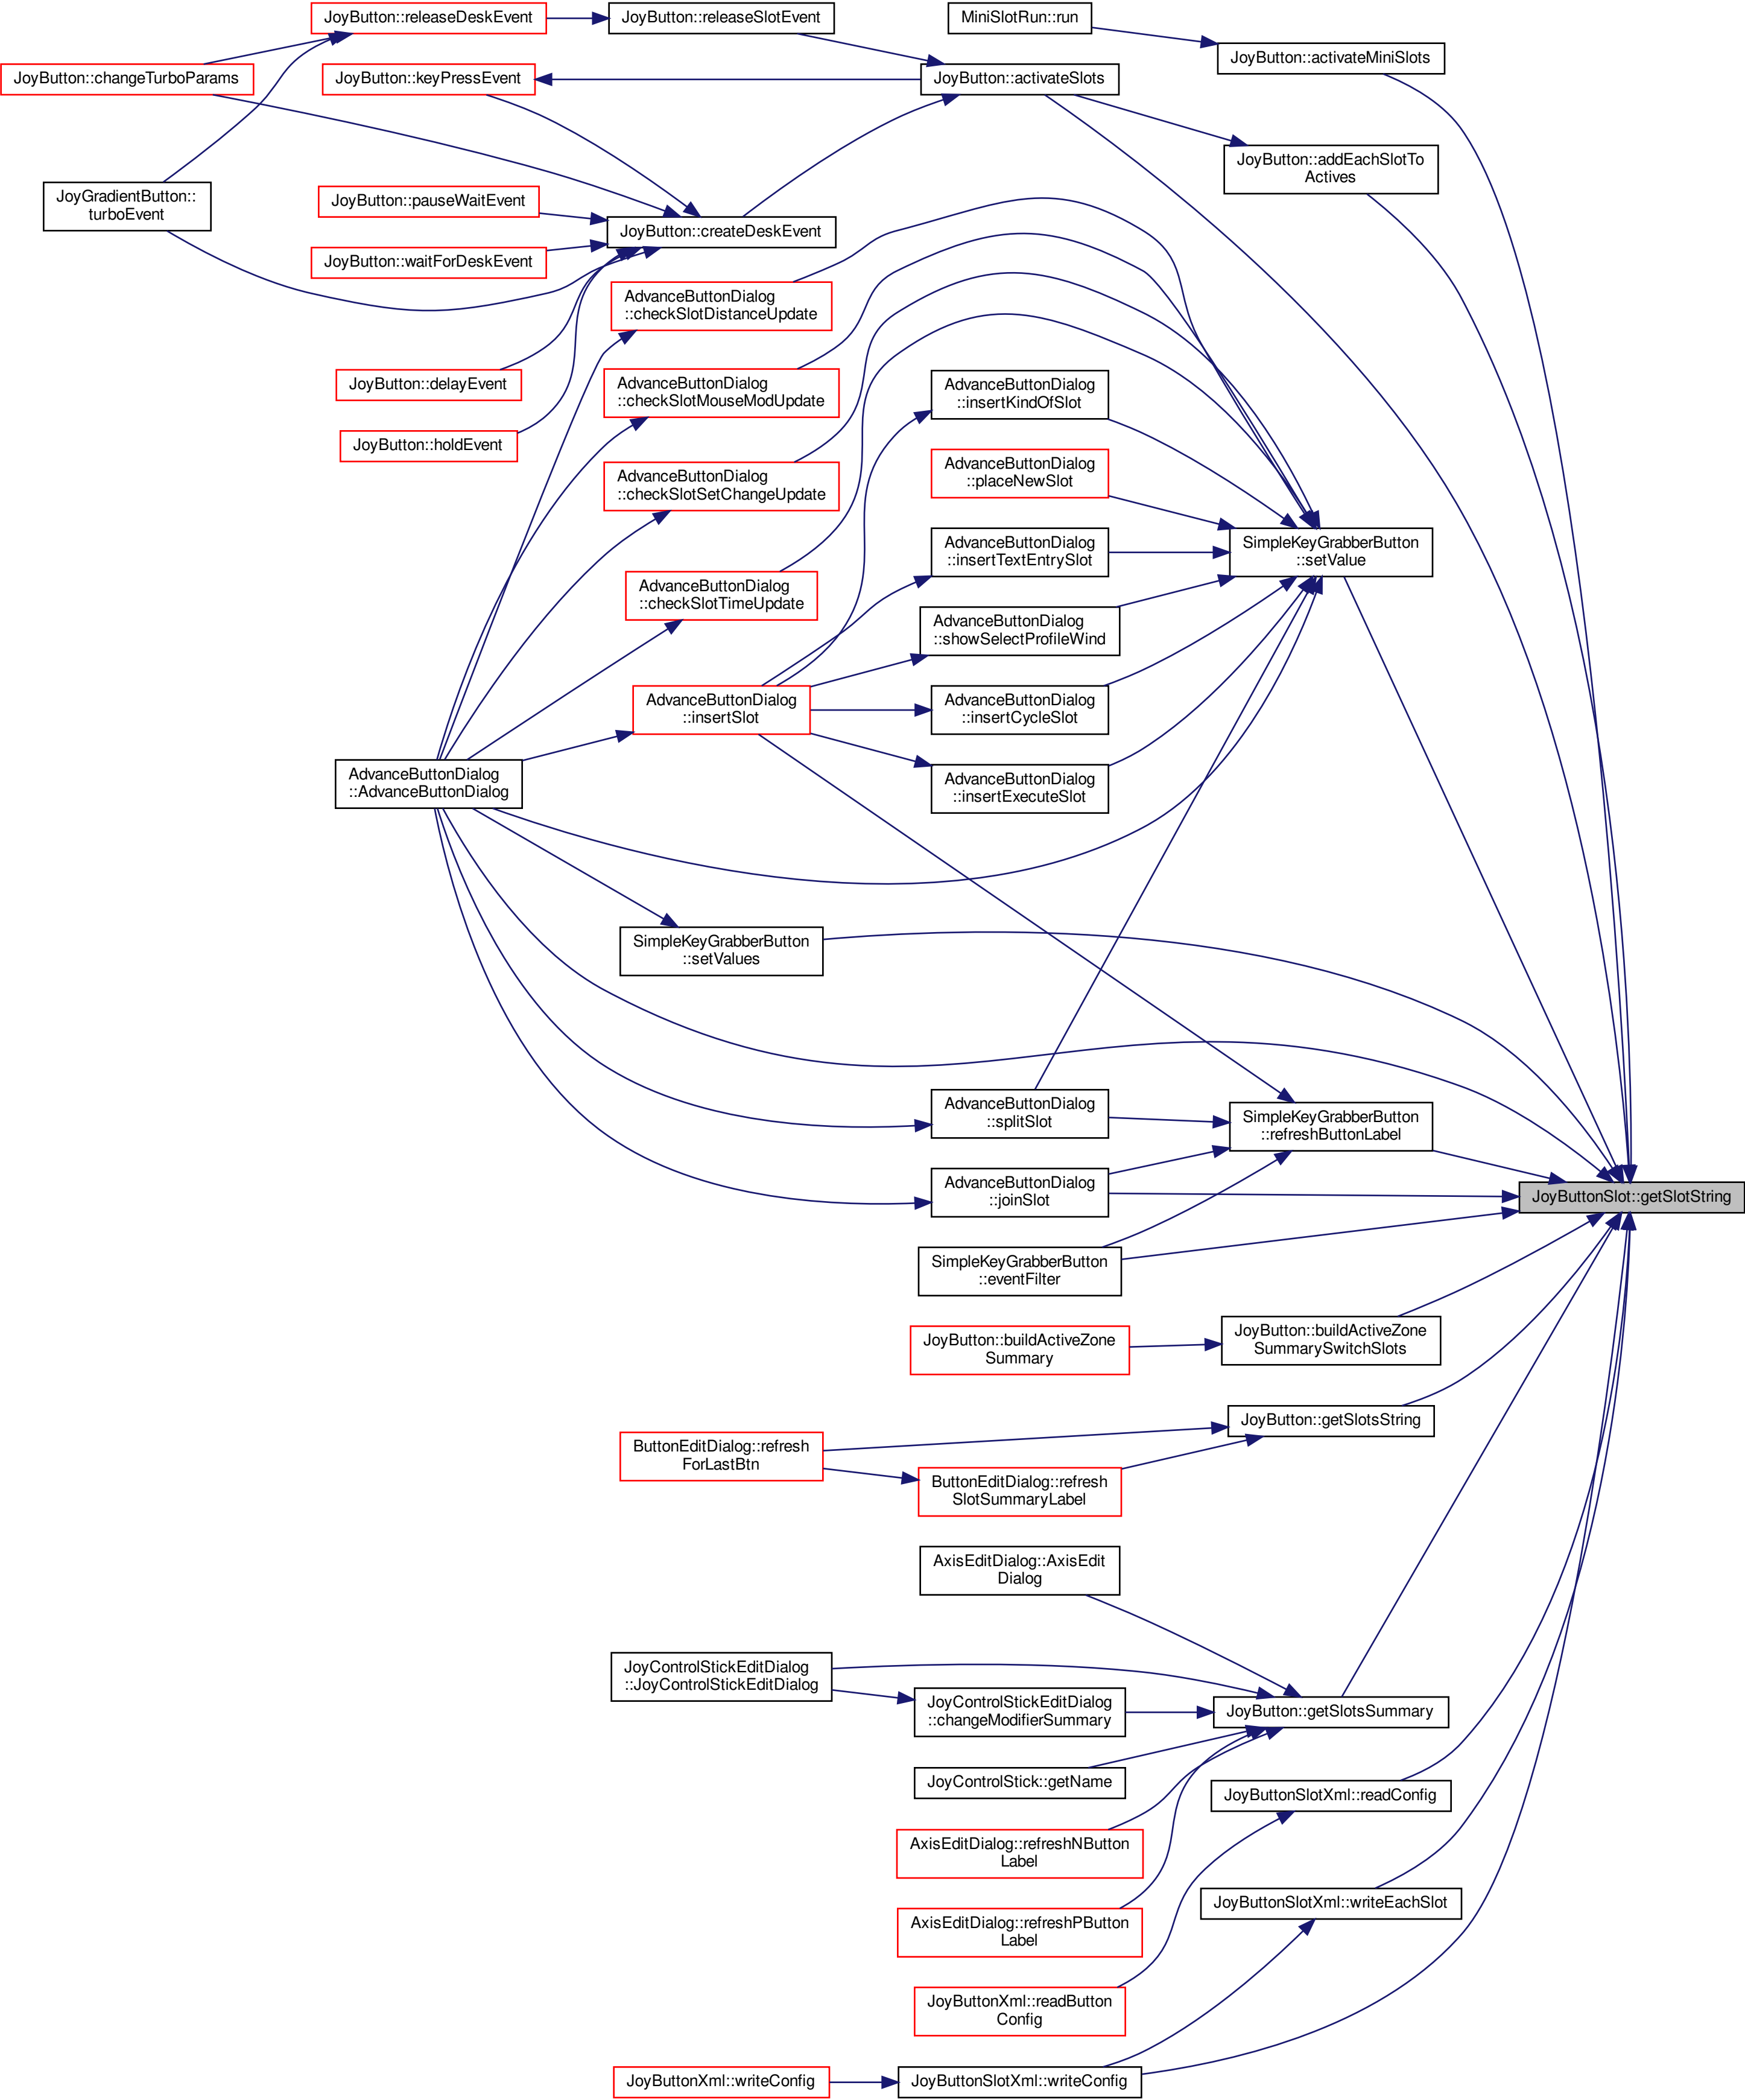 JoyButton::releaseDeskEvent
JoyButton::releaseSlotEvent
MiniSlotRun::run
JoyButton::activateMiniSlots
JoyButton::changeTurboParams
JoyButton::keyPressEvent
JoyButton::activateSlots
JoyButton::addEachSlotTo
Actives
JoyGradientButton::
turboEvent
JoyButton::pauseWaitEvent
JoyButton::createDeskEvent
JoyButton::waitForDeskEvent
AdvanceButtonDialog
::checkSlotDistanceUpdate
JoyButton::delayEvent
AdvanceButtonDialog
::checkSlotMouseModUpdate
AdvanceButtonDialog
::insertKindOfSlot
JoyButton::holdEvent
AdvanceButtonDialog
::checkSlotSetChangeUpdate
AdvanceButtonDialog
::placeNewSlot
AdvanceButtonDialog
::insertTextEntrySlot
SimpleKeyGrabberButton
::setValue
AdvanceButtonDialog
::checkSlotTimeUpdate
AdvanceButtonDialog
::showSelectProfileWind
AdvanceButtonDialog
::insertSlot
AdvanceButtonDialog
::insertCycleSlot
AdvanceButtonDialog
::AdvanceButtonDialog
AdvanceButtonDialog
::insertExecuteSlot
SimpleKeyGrabberButton
::setValues
AdvanceButtonDialog
::splitSlot
SimpleKeyGrabberButton
::refreshButtonLabel
AdvanceButtonDialog
::joinSlot
JoyButtonSlot::getSlotString
SimpleKeyGrabberButton
::eventFilter
JoyButton::buildActiveZone
Summary
JoyButton::buildActiveZone
SummarySwitchSlots
JoyButton::getSlotsString
ButtonEditDialog::refresh
ForLastBtn
ButtonEditDialog::refresh
SlotSummaryLabel
AxisEditDialog::AxisEdit
Dialog
JoyControlStickEditDialog
::JoyControlStickEditDialog
JoyControlStickEditDialog
::changeModifierSummary
JoyButton::getSlotsSummary
JoyControlStick::getName
JoyButtonSlotXml::readConfig
AxisEditDialog::refreshNButton
Label
JoyButtonSlotXml::writeEachSlot
AxisEditDialog::refreshPButton
Label
JoyButtonXml::readButton
Config
JoyButtonXml::writeConfig
JoyButtonSlotXml::writeConfig